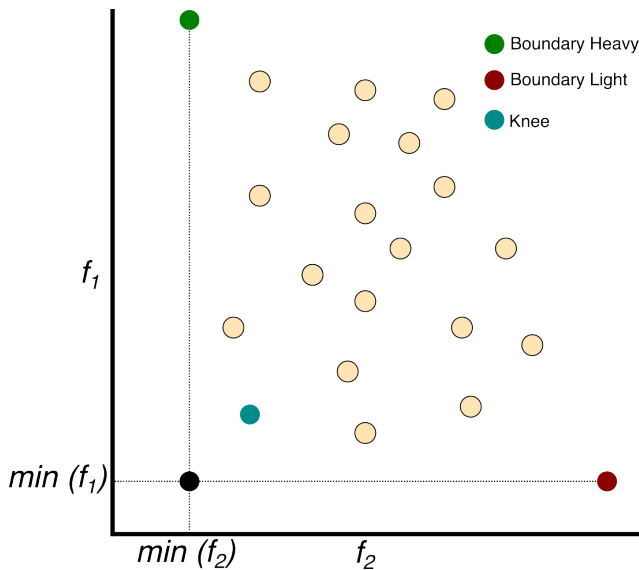 Boundary Heavy
Boundary Light
Knee
f₁
min (f₁)
min (f₂)
f₂